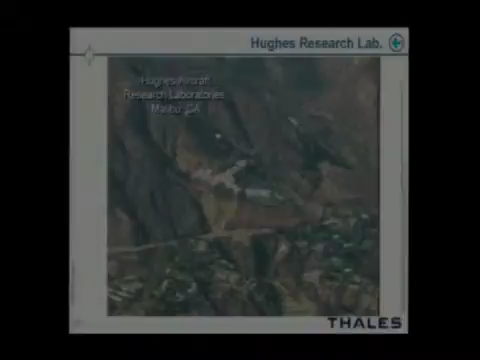 Hughes Research Lab.
Hughes Aircraft
Research Laboratories
Malibu, CA
THALES